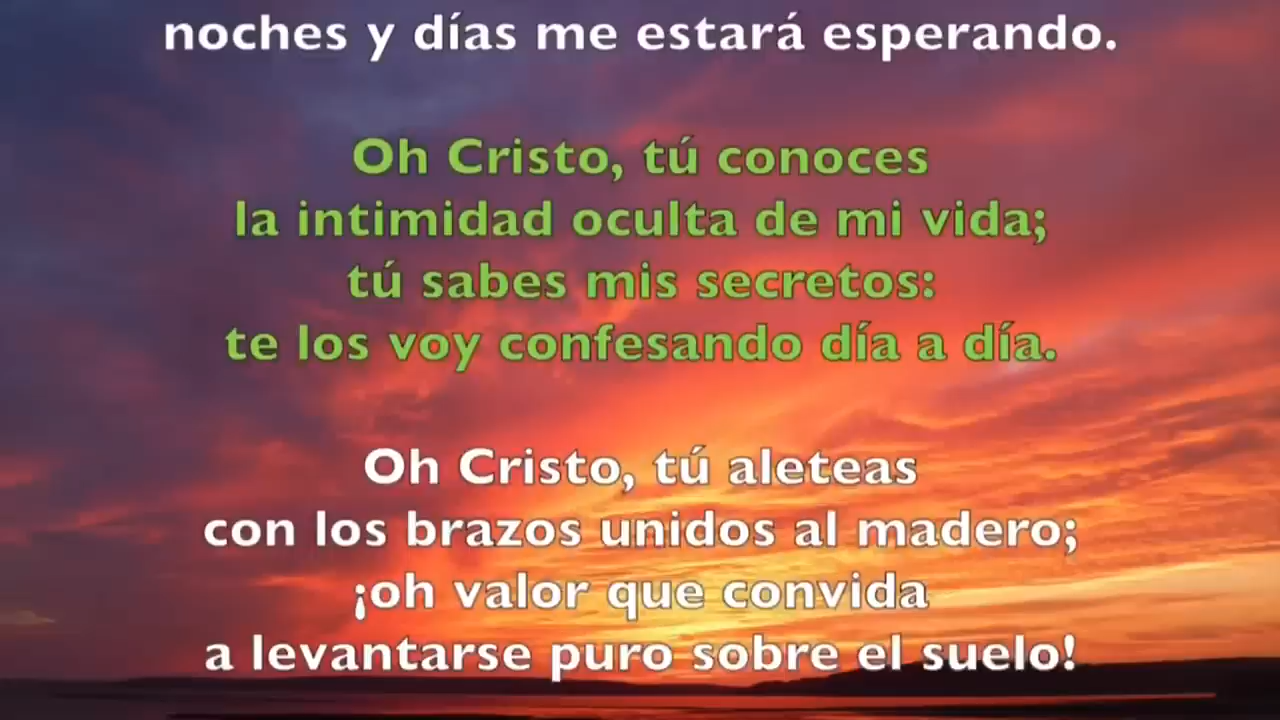 noches y días me estará esperando.
Oh Cristo, tú conoces
la intimidad oculta de mi vida;
tú sabes mis secretos:
te los voy confesando día a día.
Oh Cristo, tú aleteas
con los brazos unidos al madero;
¡oh valor que convida
a levantarse puro sobre el suelo!